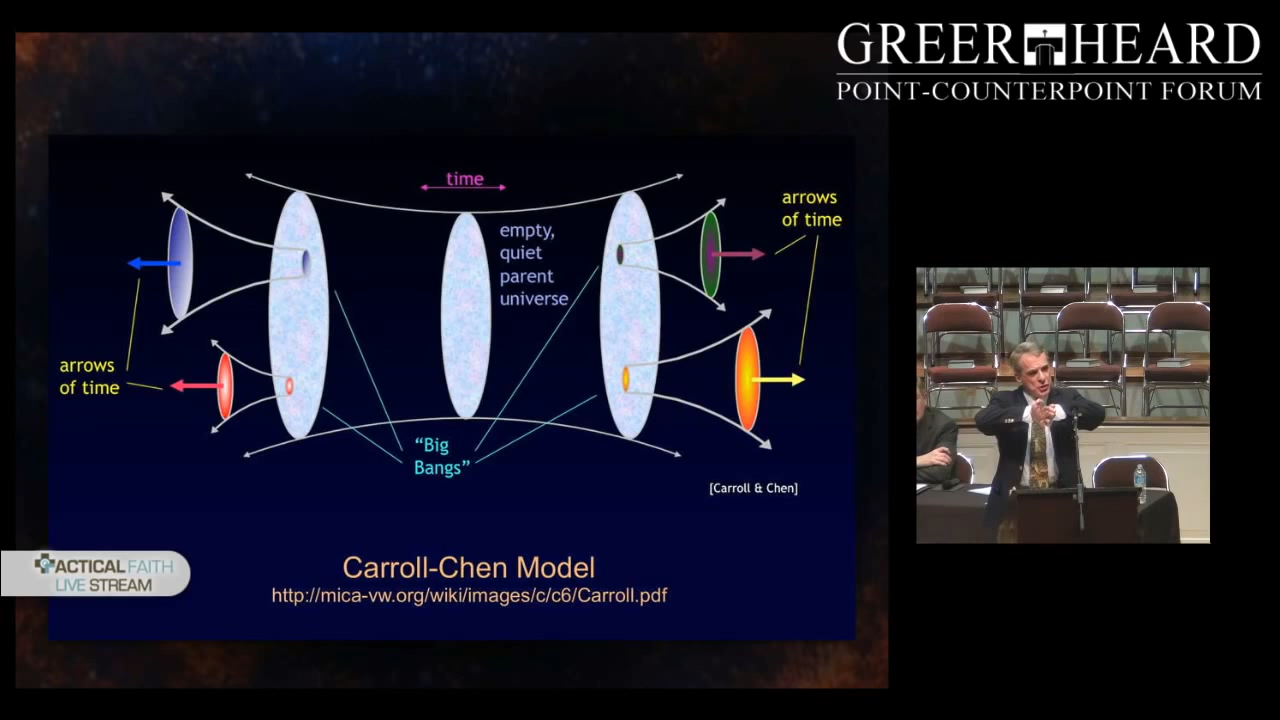 GREER HEARD
POINT-COUNTERPOINT FORUM
time
arrows
of time
empty,
quiet
parent
universe
arrows
of time
“Big
Bangs”
[Carroll & Chen]
TACTICAL FAITH
LIVE STREAM
Carroll-Chen Model
http://mica-vw.org/wiki/images/c/c6/Carroll.pdf